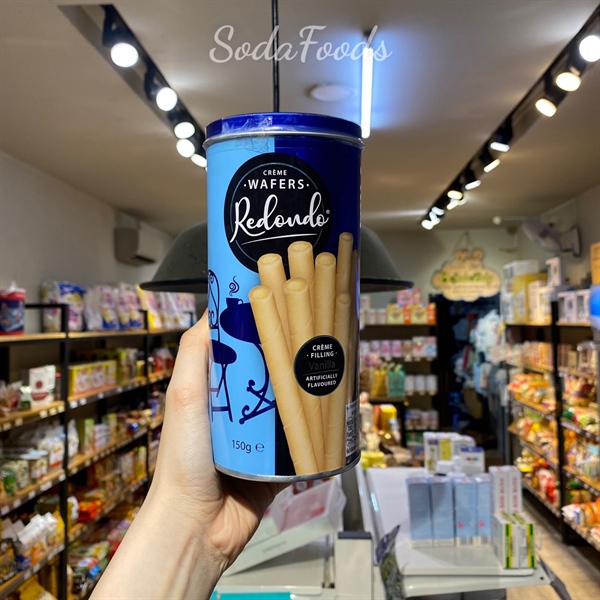 SodaFoods
CRÈME
·WAFERS·
Redondo®
CRÈME
FILLING
Vanilla
ARTIFICIALLY
FLAVOURED
150g ℮